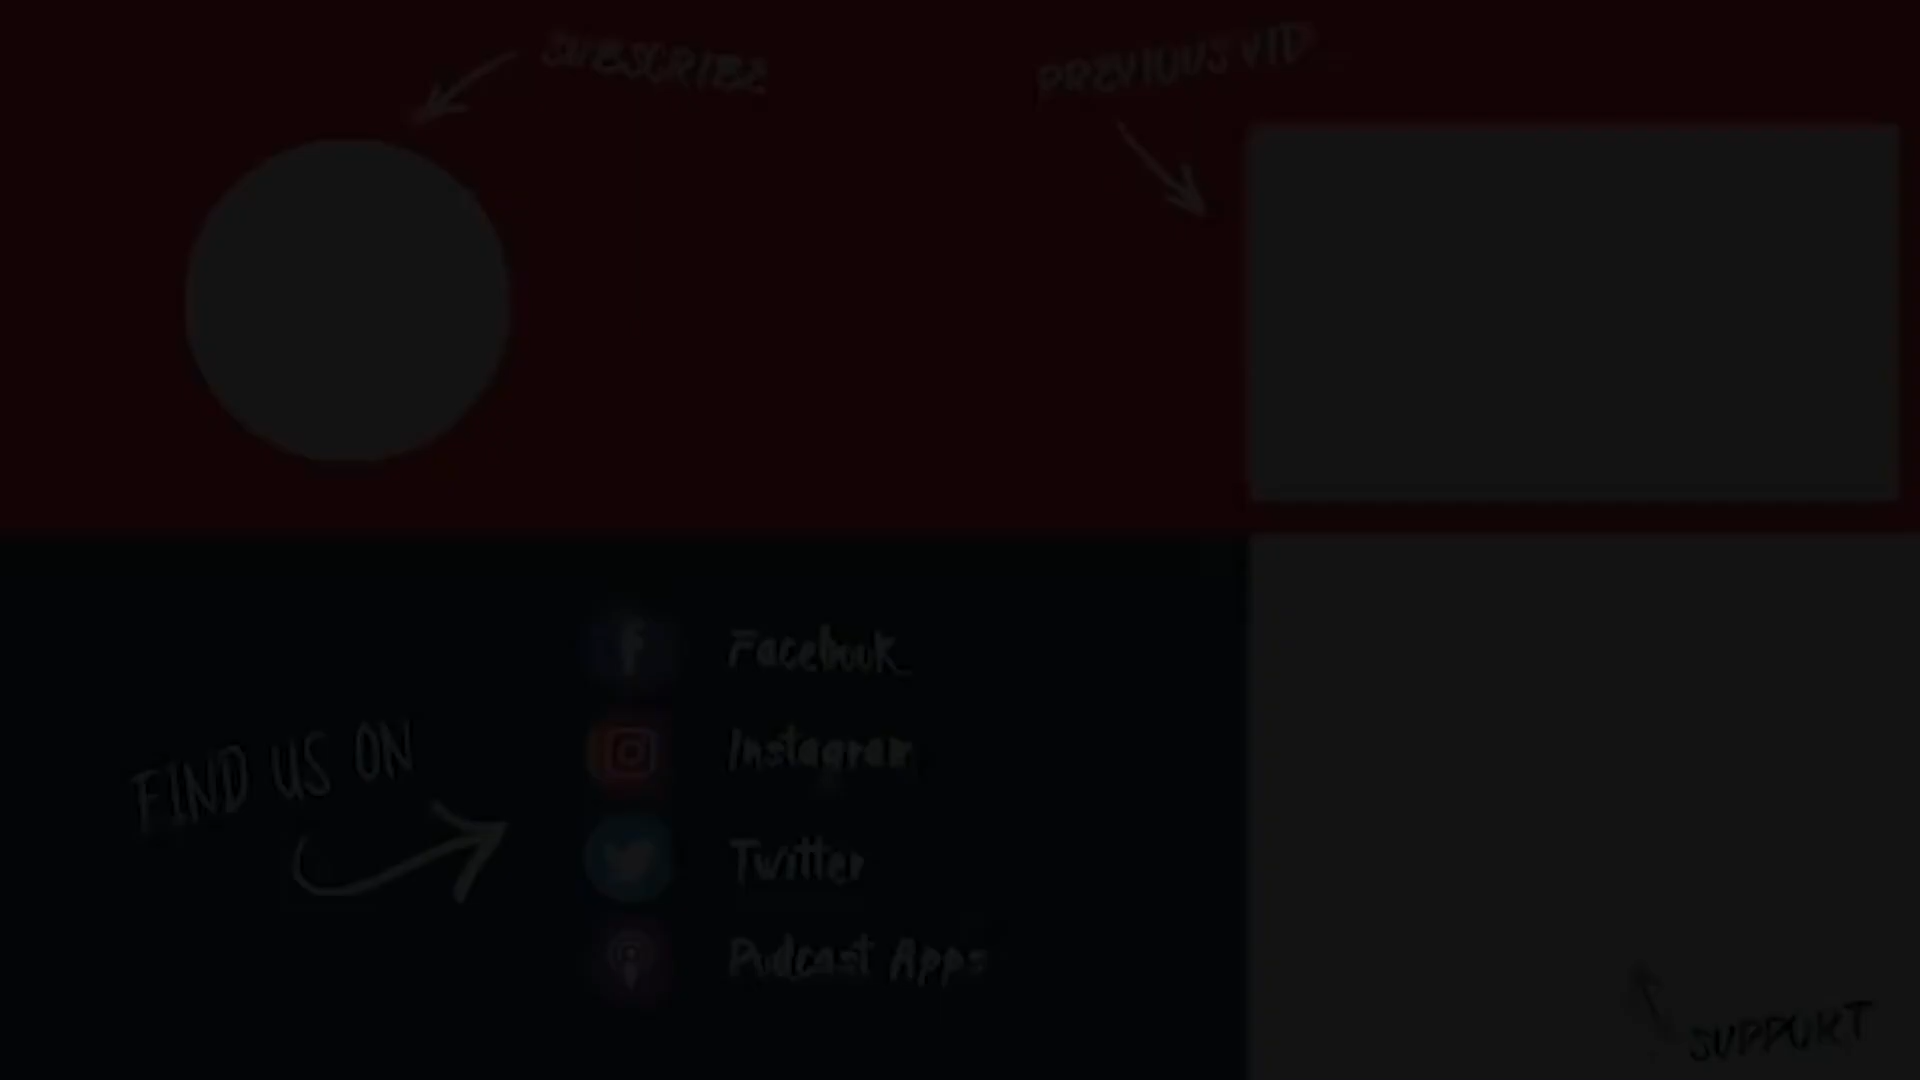 SUBSCRIBE
PREVIOUS VID
FIND US ON
Facebook
Instagram
Twitter
Podcast Apps
SUPPORT